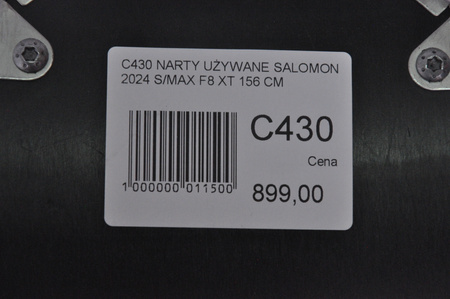 C430 NARTY UŻYWANE SALOMON
2024 S/MAX F8 XT 156 CM
C430
Cena
1 000000 011500
899,00